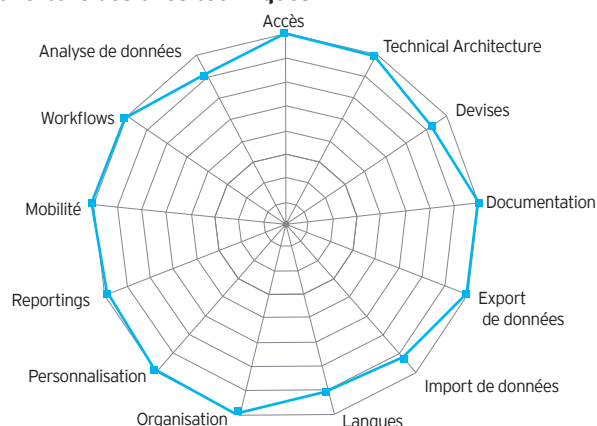 Accès
Technical Architecture
Analyse de données
Devises
Workflows
Documentation
Mobilité
Export
de données
Reportings
Import de données
Personnalisation
Langues
Organisation